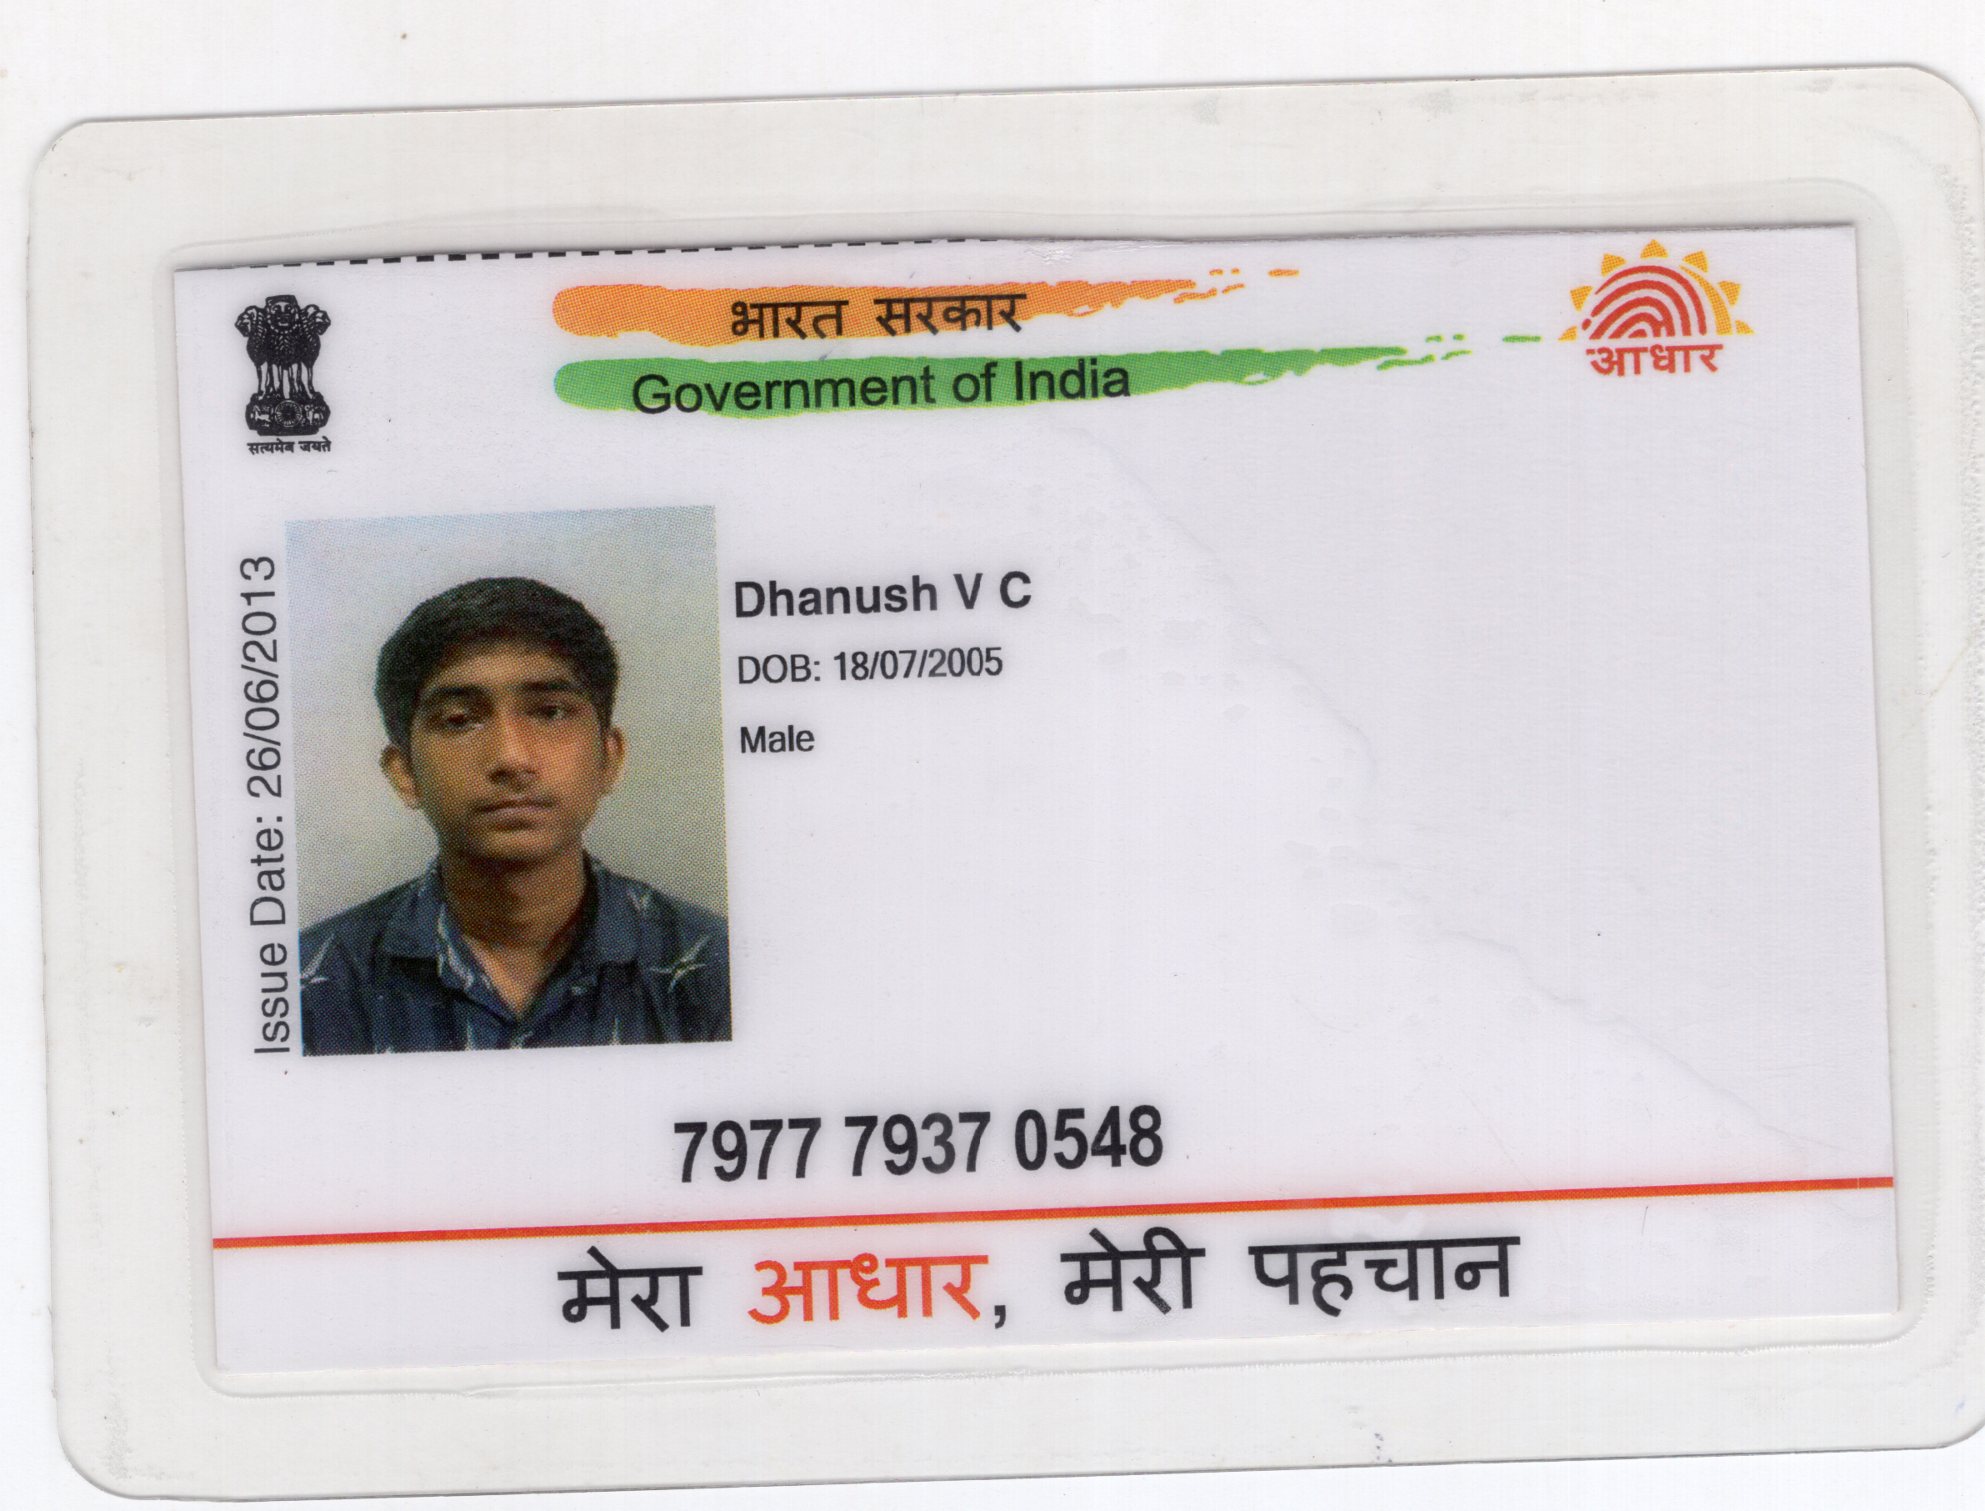 भारत सरकार
Government of India
आधार
सत्यमेव जयते
Issue Date: 26/06/2013
Dhanush V C
DOB: 18/07/2005
Male
7977 7937 0548
मेरा आधार, मेरी पहचान